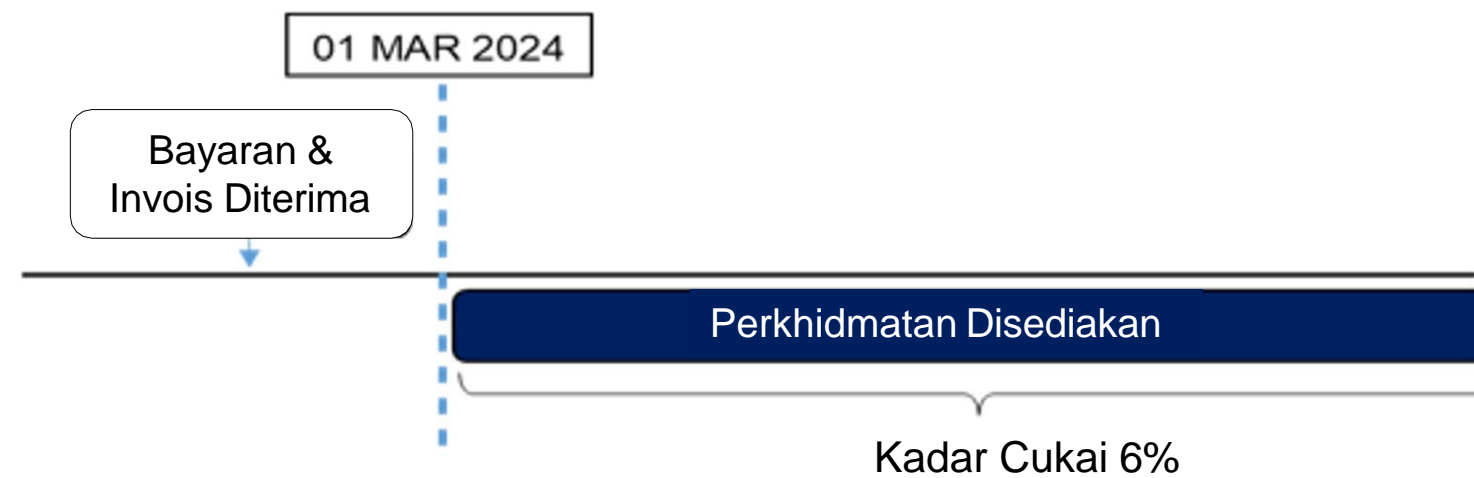 01 MAR 2024
Bayaran &
Invois Diterima
Perkhidmatan Disediakan
Kadar Cukai 6%